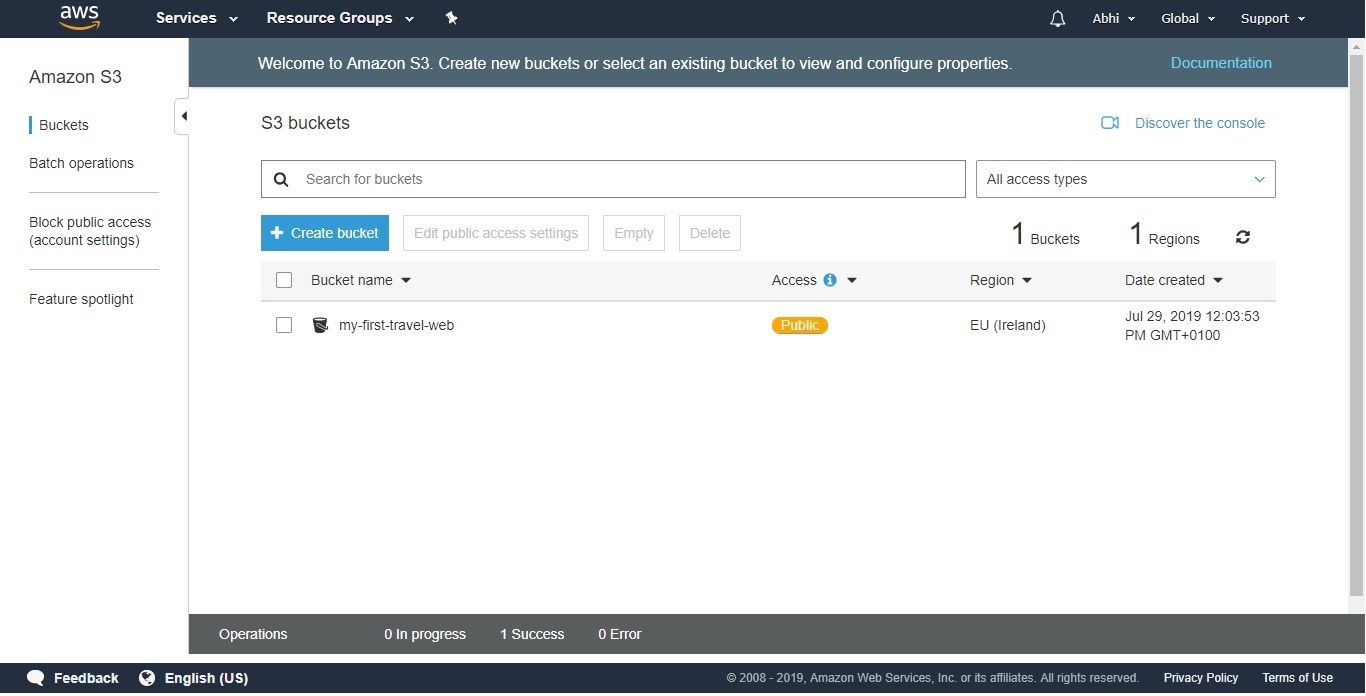 aws Services Resource Groups Abhi Global Support
Amazon S3
Buckets
Batch operations
Block public access
(account settings)
Feature spotlight
Welcome to Amazon S3. Create new buckets or select an existing bucket to view and configure properties. Documentation
S3 buckets Discover the console
Search for buckets All access types
Create bucket Edit public access settings Empty Delete 1 Buckets 1 Regions
Bucket name Access Region Date created
my-first-travel-web Public EU (Ireland) Jul 29, 2019 12:03:53
PM GMT+0100
Operations 0 In progress 1 Success 0 Error
Feedback English (US) © 2008 - 2019, Amazon Web Services, Inc. or its affiliates. All rights reserved. Privacy Policy Terms of Use